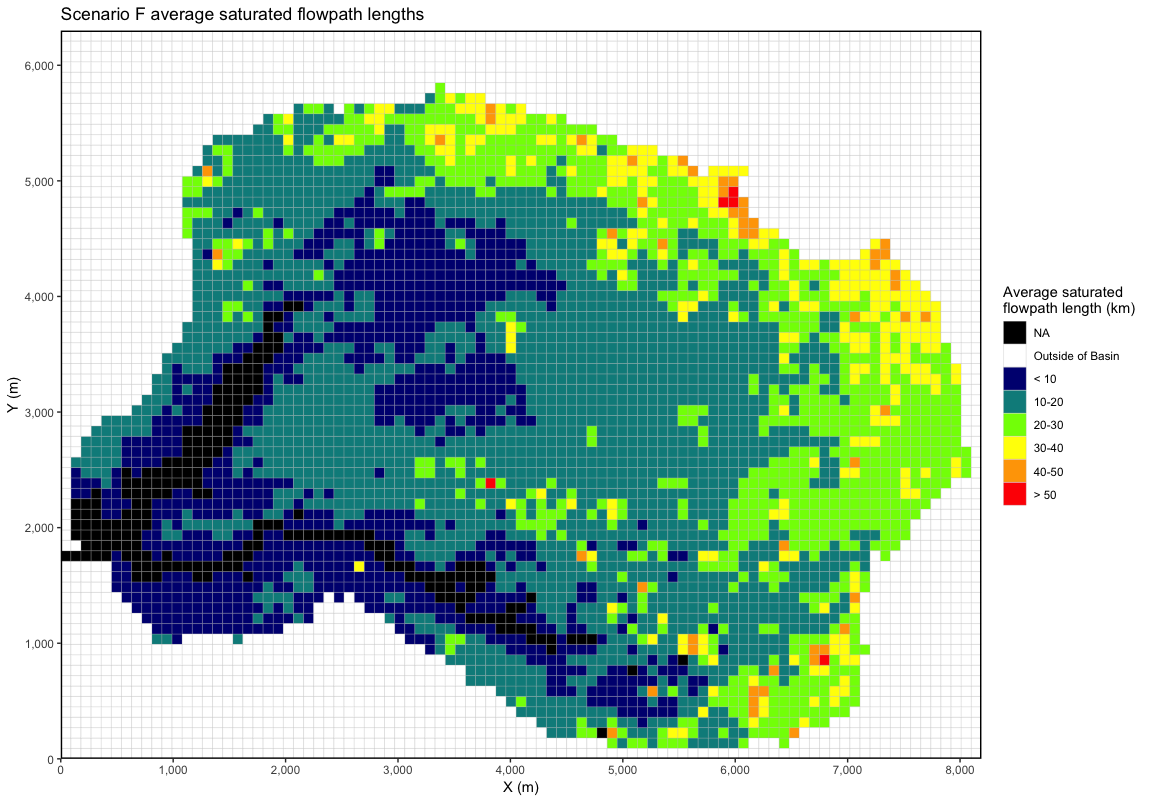 Scenario F average saturated flowpath lengths
6,000
5,000
4,000
3,000
2,000
1,000
0
Y (m)
0 1,000 2,000 3,000 4,000 5,000 6,000 7,000 8,000
X (m)
Average saturated
flowpath length (km)
NA
Outside of Basin
< 10
10-20
20-30
30-40
40-50
> 50